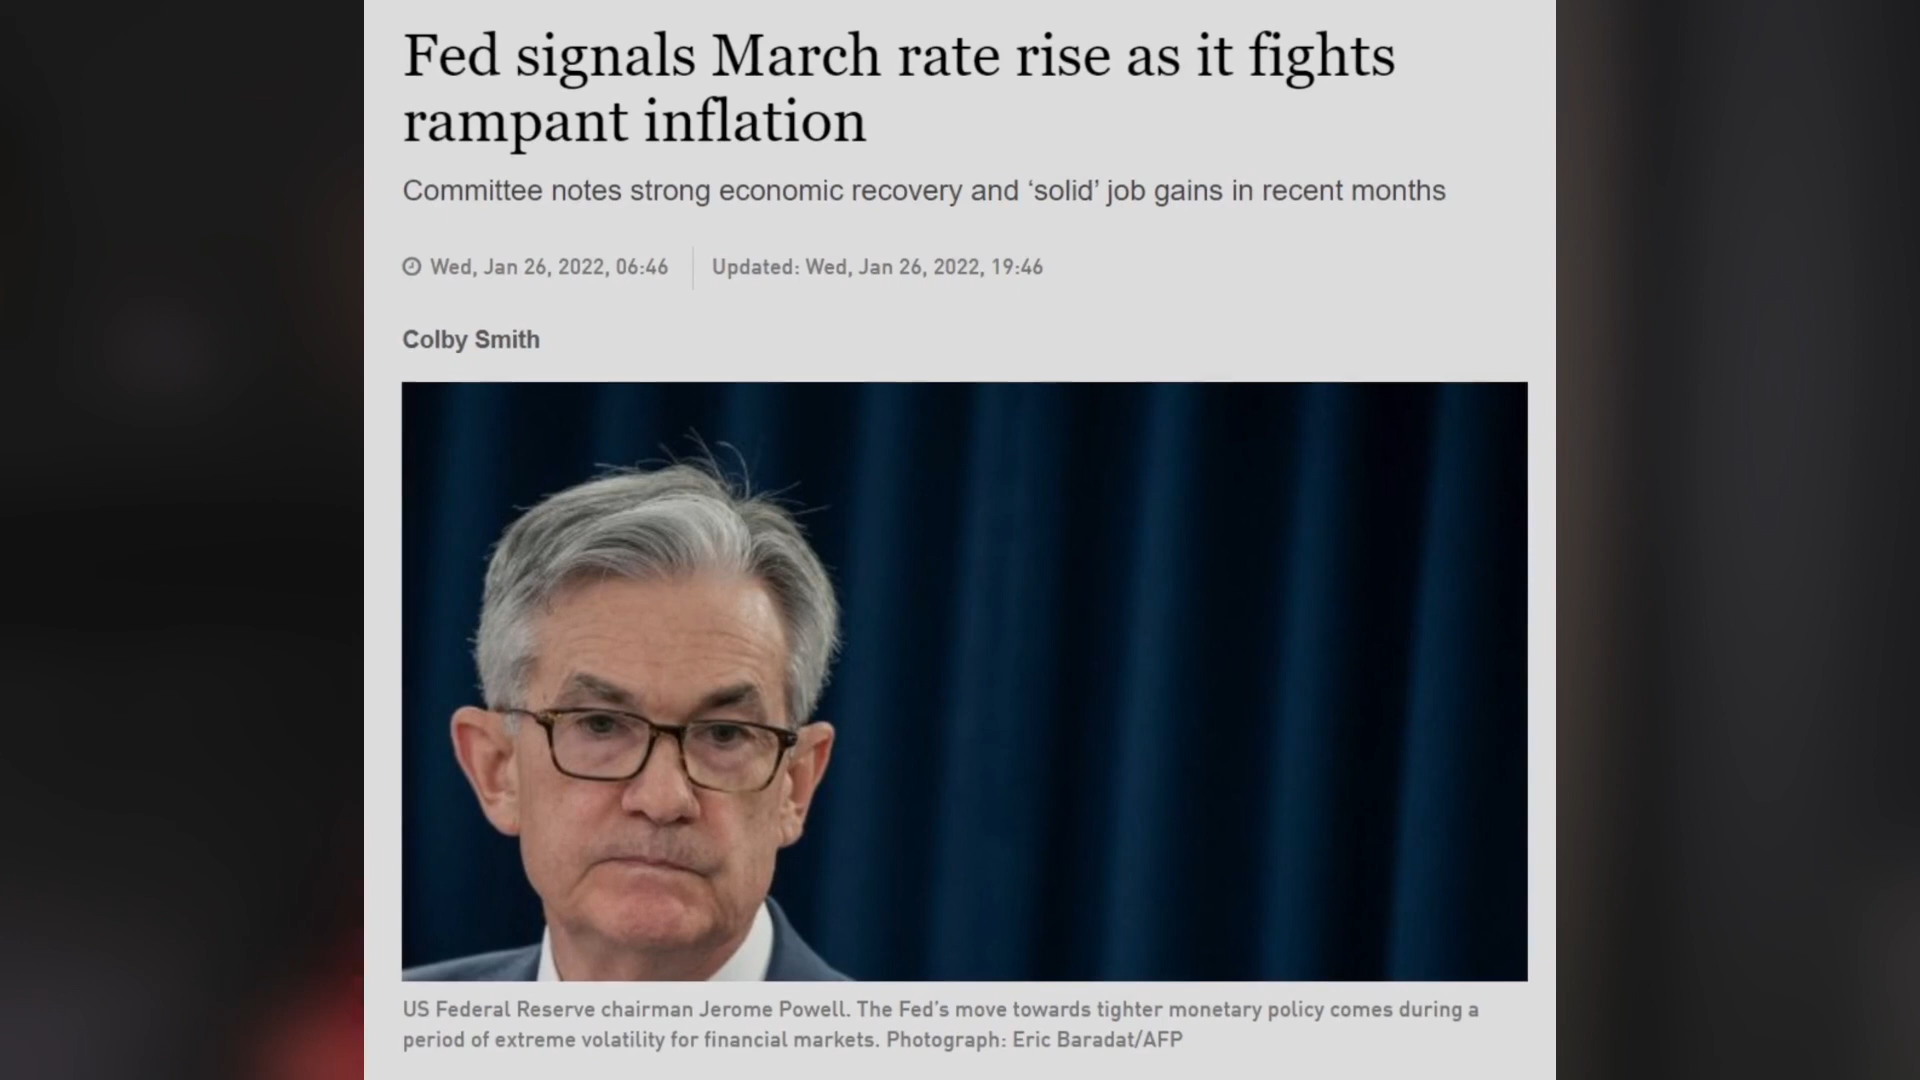 Fed signals March rate rise as it fights
rampant inflation
Committee notes strong economic recovery and ‘solid’ job gains in recent months
Wed, Jan 26, 2022, 06:46
Updated: Wed, Jan 26, 2022, 19:46
Colby Smith
US Federal Reserve chairman Jerome Powell. The Fed’s move towards tighter monetary policy comes during a
period of extreme volatility for financial markets. Photograph: Eric Baradat/AFP